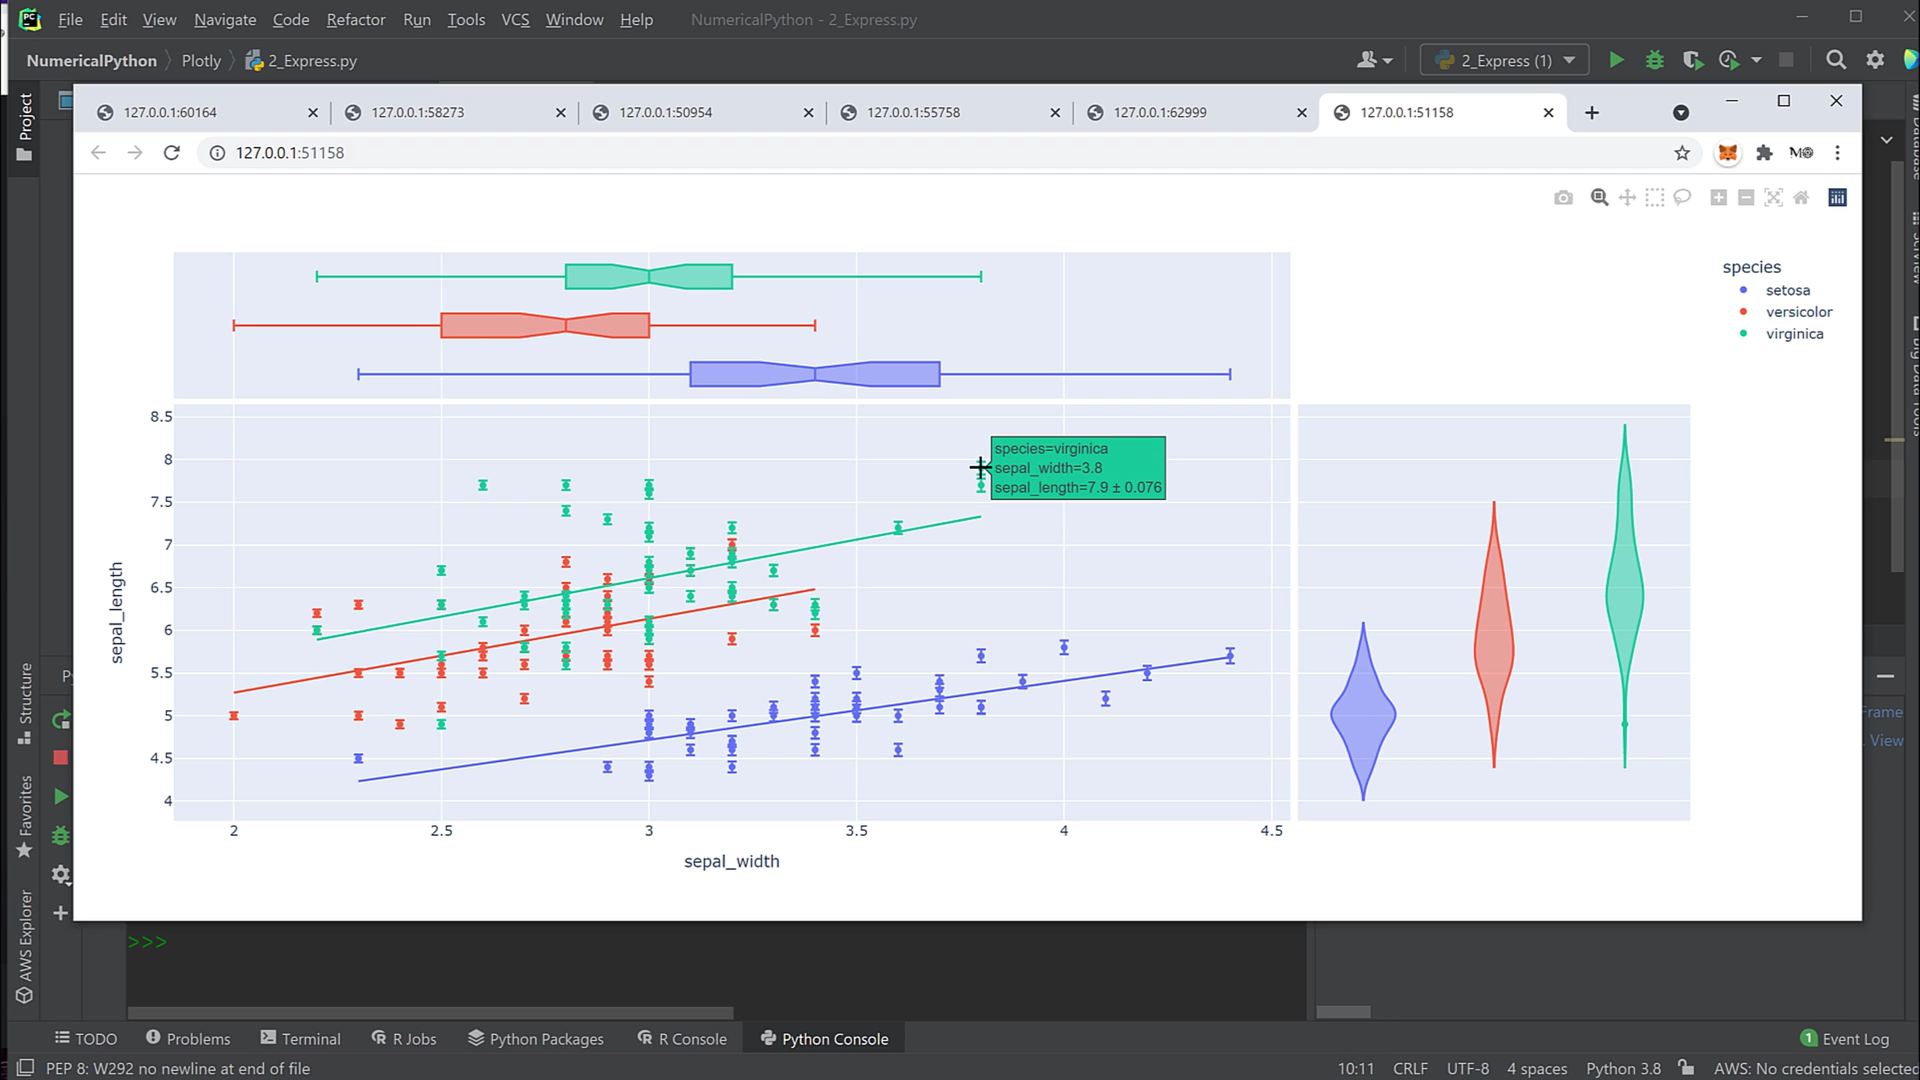 File Edit View Navigate Code Refactor Run Tools VCS Window Help NumericalPython - 2_Express.py
NumericalPython Plotly 2_Express.py 2_Express (1)
127.0.0.1:60164 127.0.0.1:58273 127.0.0.1:50954 127.0.0.1:55758 127.0.0.1:62999 127.0.0.1:51158
127.0.0.1:51158
Project
Structure
Favorites
AWS Explorer
species
setosa
versicolor
virginica
8.5
8
7.5
7
6.5
6
5.5
5
4.5
4
sepal_length
species=virginica
sepal_width=3.8
sepal_length=7.9 ± 0.076
2 2.5 3 3.5 4 4.5
sepal_width
Frame
View
>>>
TODO Problems Terminal R Jobs Python Packages R Console Python Console 1 Event Log
PEP 8: W292 no newline at end of file 10:11 CRLF UTF-8 4 spaces Python 3.8 AWS: No credentials selected